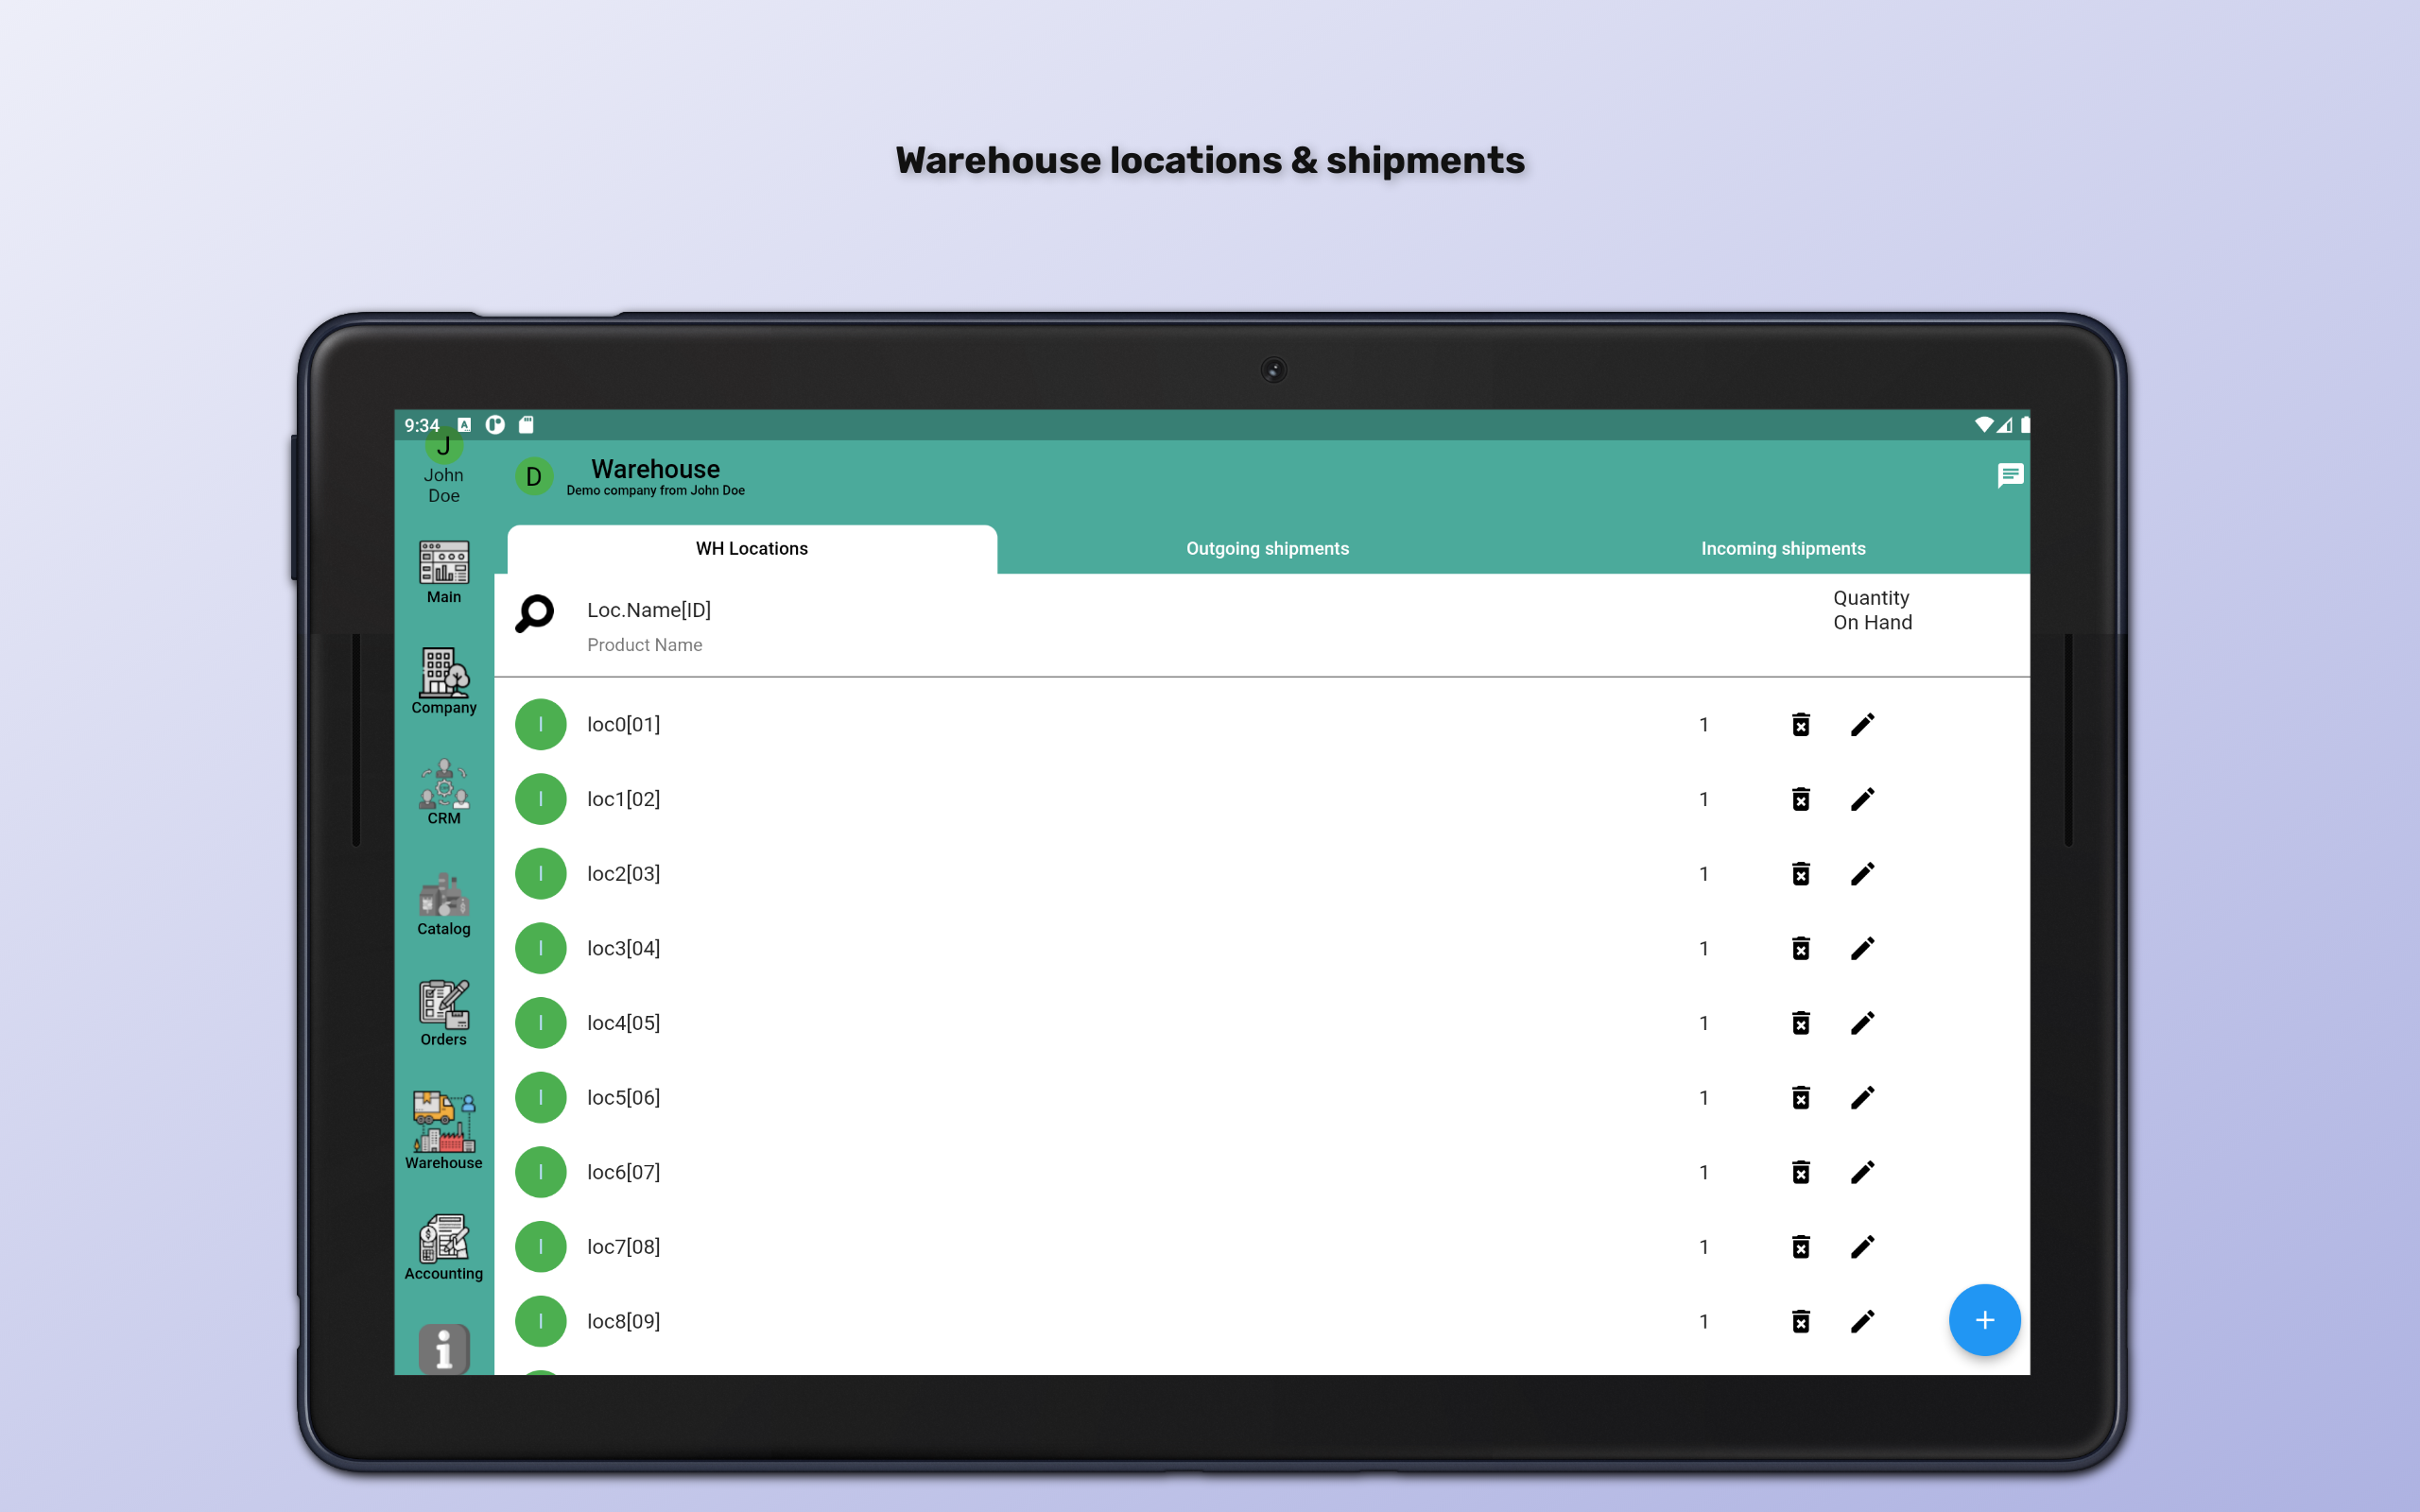 Warehouse locations & shipments
9:34
J
John
Doe
D
Warehouse
Demo company from John Doe
WH Locations
Outgoing shipments
Incoming shipments
Main
Company
CRM
Catalog
Orders
Warehouse
Accounting
Loc.Name[ID]
Product Name
Quantity
On Hand
l loc0[01] 1
l loc1[02] 1
l loc2[03] 1
l loc3[04] 1
l loc4[05] 1
l loc5[06] 1
l loc6[07] 1
l loc7[08] 1
l loc8[09] 1